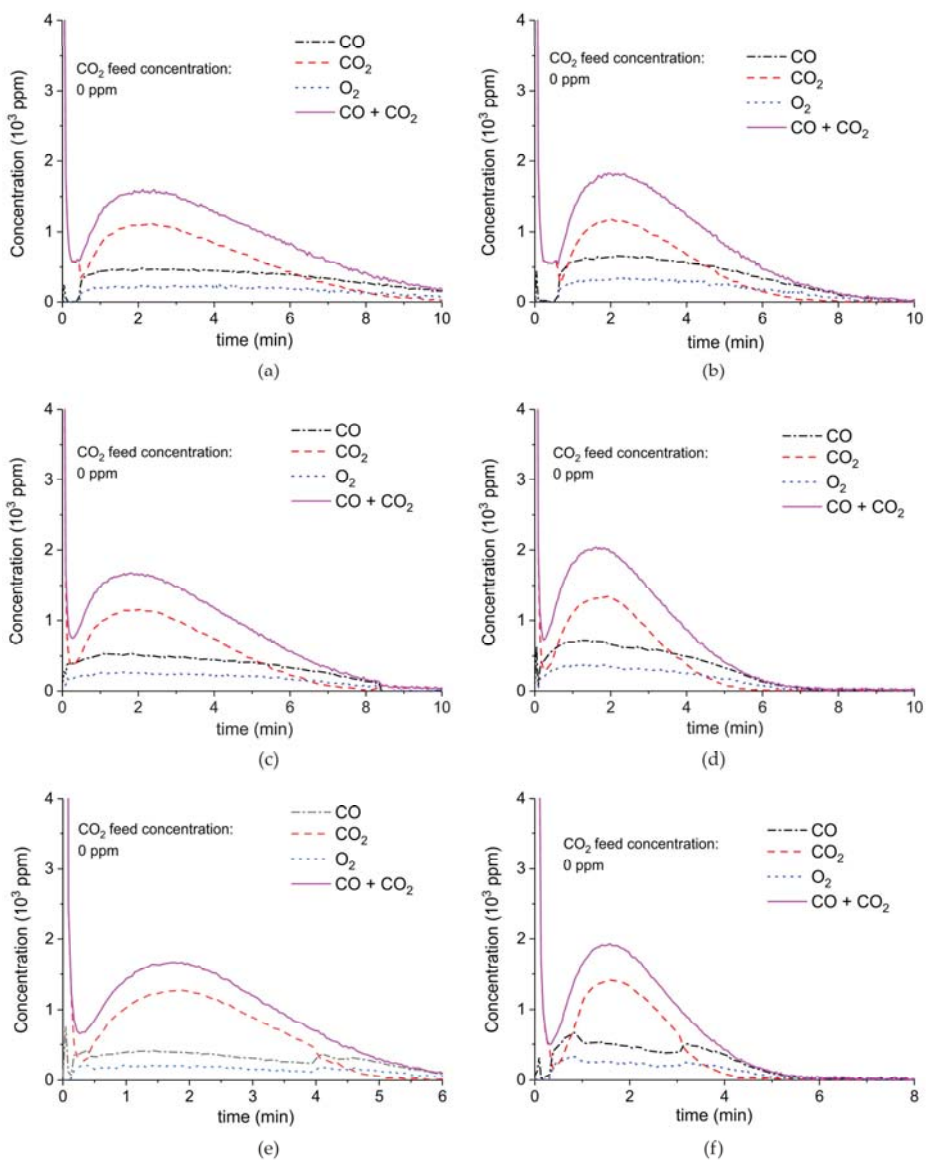 4
3
2
1
0
Concentration (10³ ppm)
CO₂ feed concentration:
0 ppm
CO
CO₂
O₂
CO + CO₂
0 2 4 6 8 10
time (min)
(a)
4
3
2
1
0
Concentration (10³ ppm)
CO₂ feed concentration:
0 ppm
CO
CO₂
O₂
CO + CO₂
0 2 4 6 8 10
time (min)
(b)
4
3
2
1
0
Concentration (10³ ppm)
CO₂ feed concentration:
0 ppm
CO
CO₂
O₂
CO + CO₂
0 2 4 6 8 10
time (min)
(c)
4
3
2
1
0
Concentration (10³ ppm)
CO₂ feed concentration:
0 ppm
CO
CO₂
O₂
CO + CO₂
0 2 4 6 8 10
time (min)
(d)
4
3
2
1
0
Concentration (10³ ppm)
CO₂ feed concentration:
0 ppm
CO
CO₂
O₂
CO + CO₂
0 1 2 3 4 5 6
time (min)
(e)
4
3
2
1
0
Concentration (10³ ppm)
CO₂ feed concentration:
0 ppm
CO
CO₂
O₂
CO + CO₂
0 2 4 6 8
time (min)
(f)